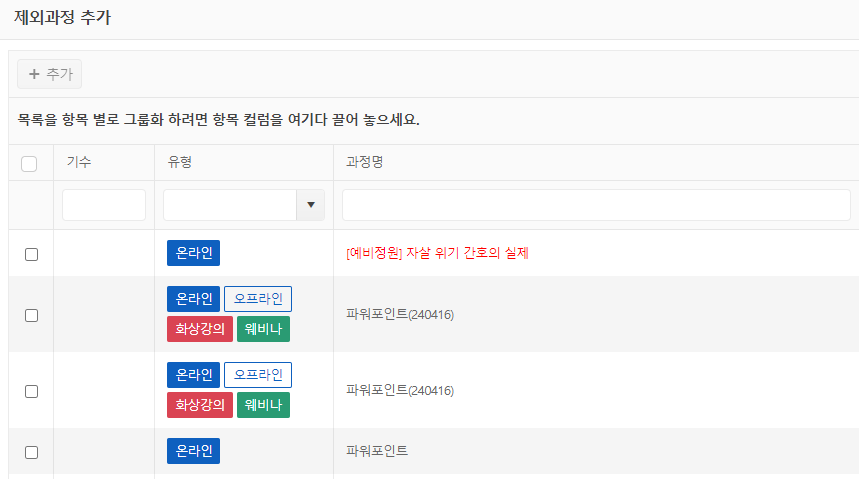 제외과정 추가
+ 추가
목록을 항목 별로 그룹화 하려면 항목 컬럼을 여기다 끌어 놓으세요.
기수 유형 과정명
온라인 [예비정원] 자살 위기 간호의 실제
온라인 오프라인
화상강의 웨비나
파워포인트(240416)
온라인 오프라인
화상강의 웨비나
파워포인트(240416)
온라인 파워포인트